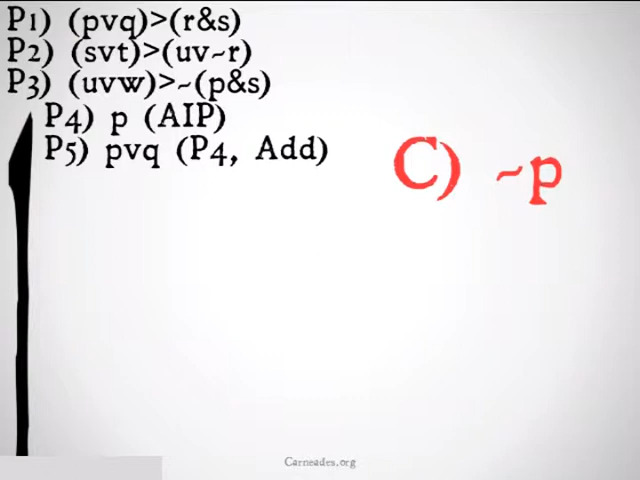 P1) (pvq)>(r&s)
P2) (svt)>(uv~r)
P3) (uvw)>~(p&s)
P4) p (AIP)
P5) pvq (P4, Add)
C) ~p
Carneades.org